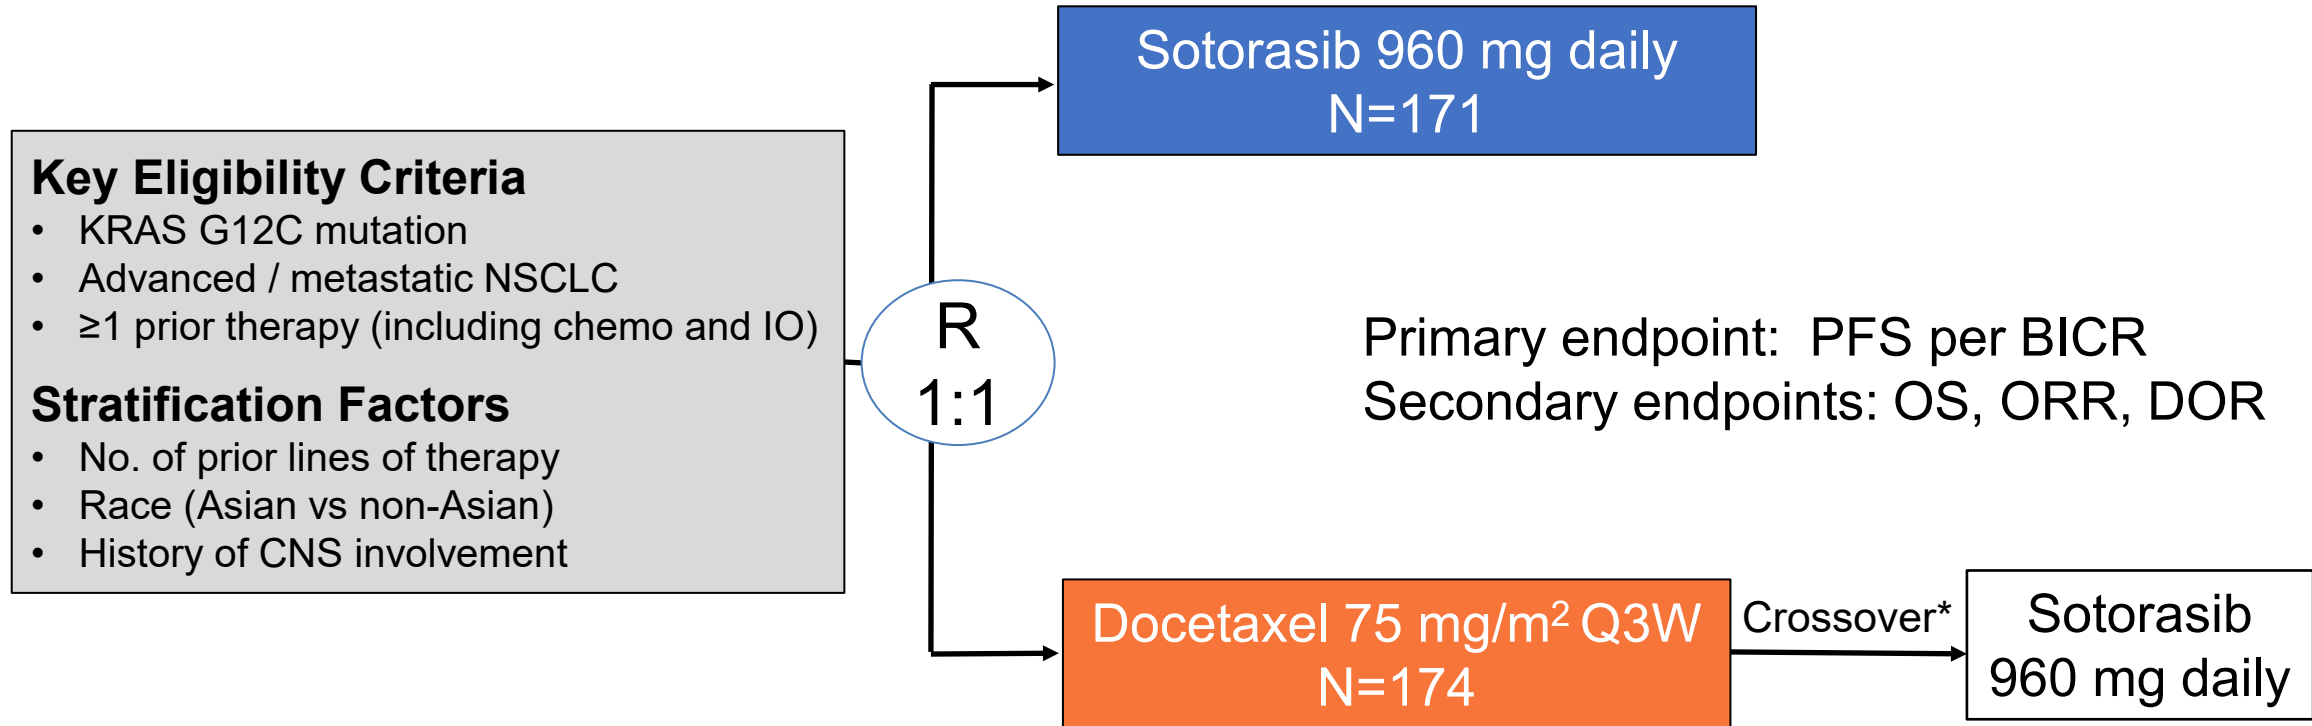 Key Eligibility Criteria
• KRAS G12C mutation
• Advanced / metastatic NSCLC
• ≥1 prior therapy (including chemo and IO)
Stratification Factors
• No. of prior lines of therapy
• Race (Asian vs non-Asian)
• History of CNS involvement
R
1:1
Sotorasib 960 mg daily
N=171
Primary endpoint: PFS per BICR
Secondary endpoints: OS, ORR, DOR
Docetaxel 75 mg/m² Q3W
N=174
Crossover*
Sotorasib
960 mg daily